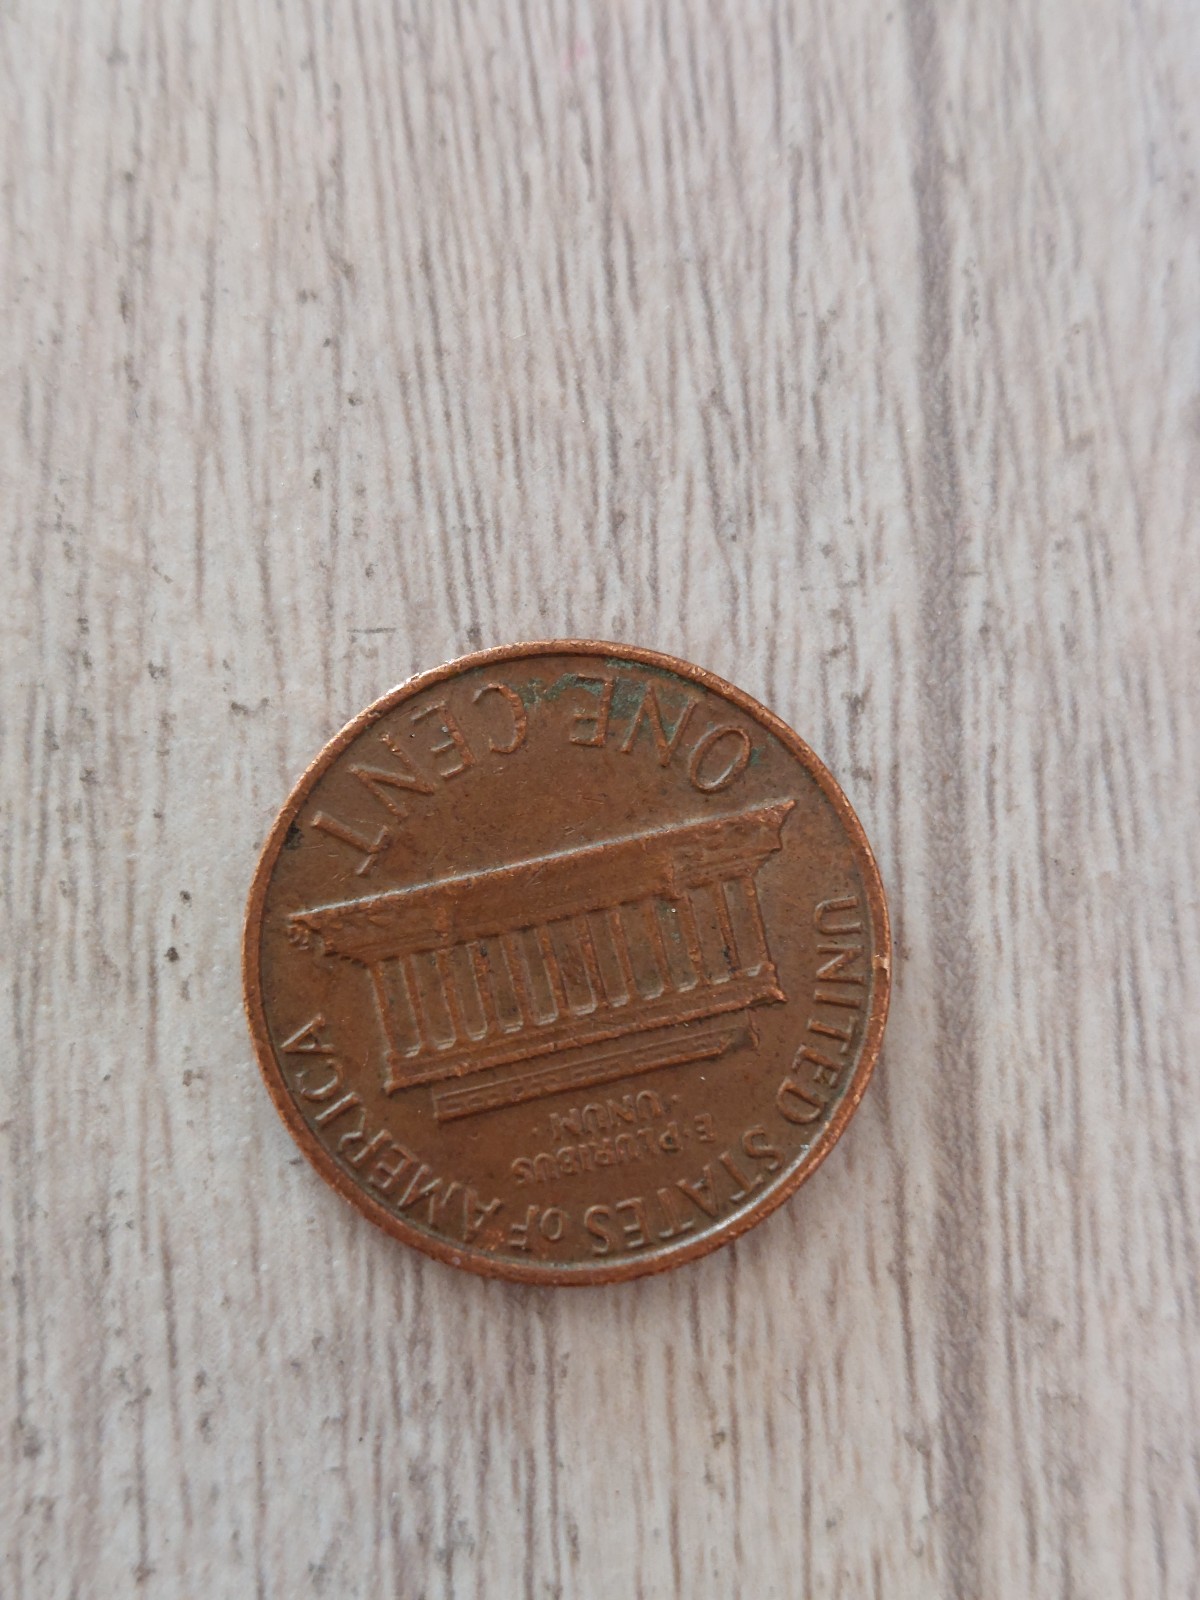 UNITED STATES OF AMERICA
E·PLURIBUS
·UNUM·
ONE CENT